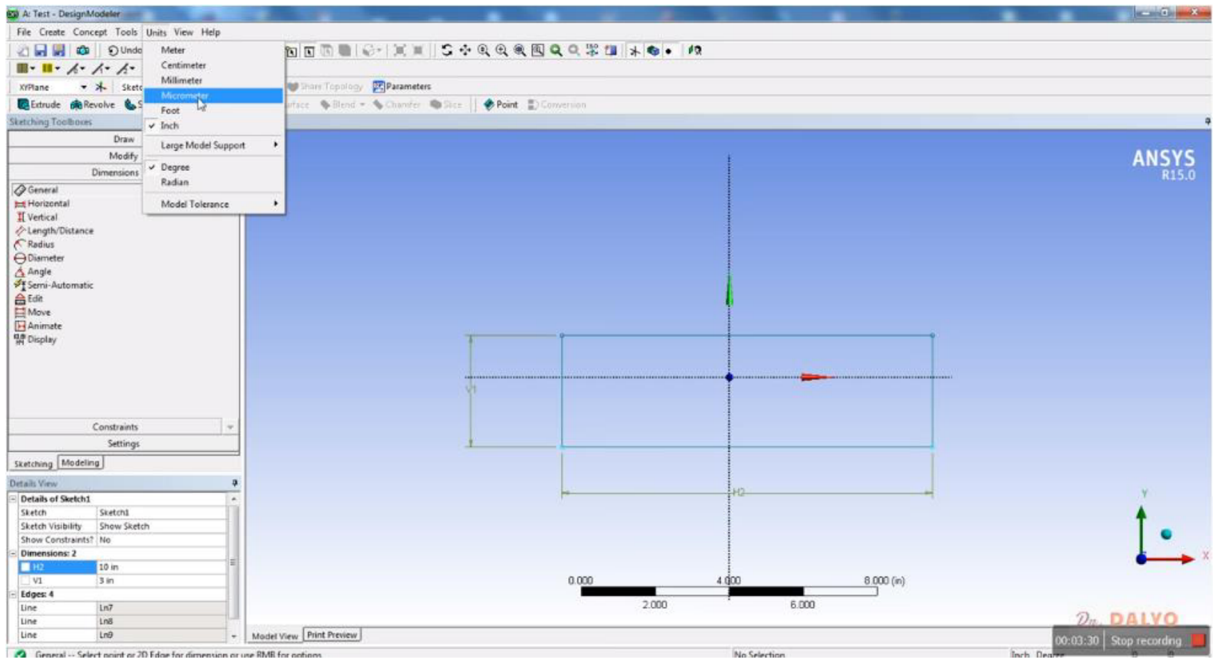 A: Test - DesignModeler
File Create Concept Tools Units View Help
Undo
Meter
Centimeter
Millimeter
Micrometer
Foot
Inch
Large Model Support
Degree
Radian
Model Tolerance
XYPlane
Share Topology Parameters
Extrude Revolve Blend Chamfer Slice Point Conversion
Sketching Toolboxes
Draw
Modify
Dimensions
General
Horizontal
Vertical
Length/Distance
Radius
Diameter
Angle
Semi-Automatic
Edit
Move
Animate
Display
Constraints
Settings
Sketching Modeling
Details View
Details of Sketch1
Sketch Sketch1
Sketch Visibility Show Sketch
Show Constraints? No
Dimensions: 2
H2 10 in
V1 3 in
Edges: 4
Line Ln7
Line Ln8
Line Ln9
ANSYS
R15.0
V1
H2
0.000 4.000 8.000 (in)
2.000 6.000
Y
X
Dr. DALYO
00:03:30 Stop recording
Model View Print Preview
General -- Select point or 2D Edge for dimension or use RMB for options
No Selection
Inch Degree